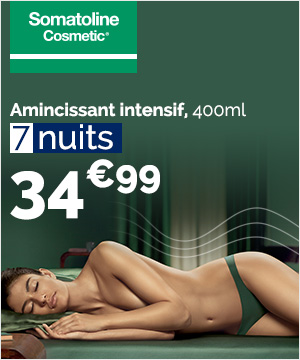 Somatoline
Cosmetic®
Amincissant intensif, 400ml
7 nuits
34€99